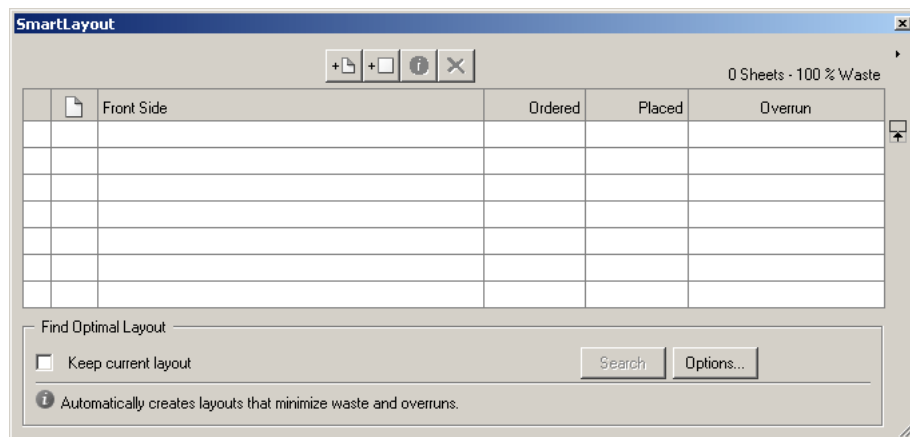 SmartLayout
0 Sheets - 100 % Waste
Front Side Ordered Placed Overrun
Find Optimal Layout
Keep current layout Search Options...
Automatically creates layouts that minimize waste and overruns.